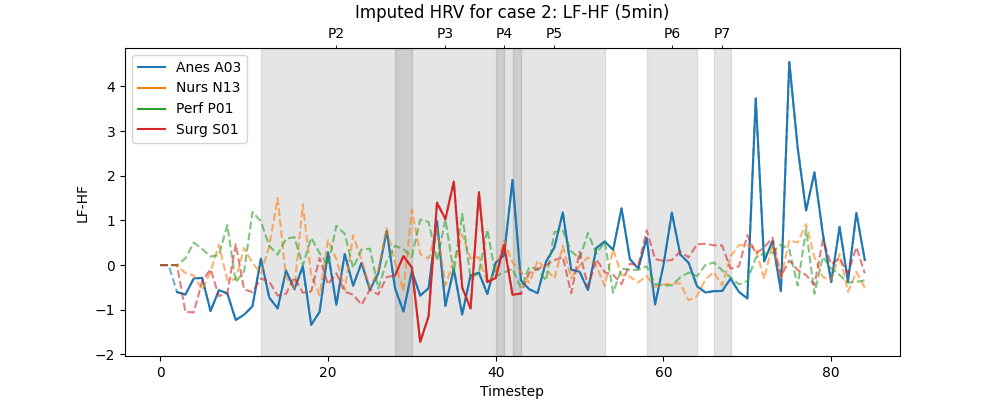 Imputed HRV for case 2: LF-HF (5min)
P2 P3 P4 P5 P6 P7
Anes A03
Nurs N13
Perf P01
Surg S01
LF-HF
4
3
2
1
0
−1
−2
0 20 40 60 80
Timestep